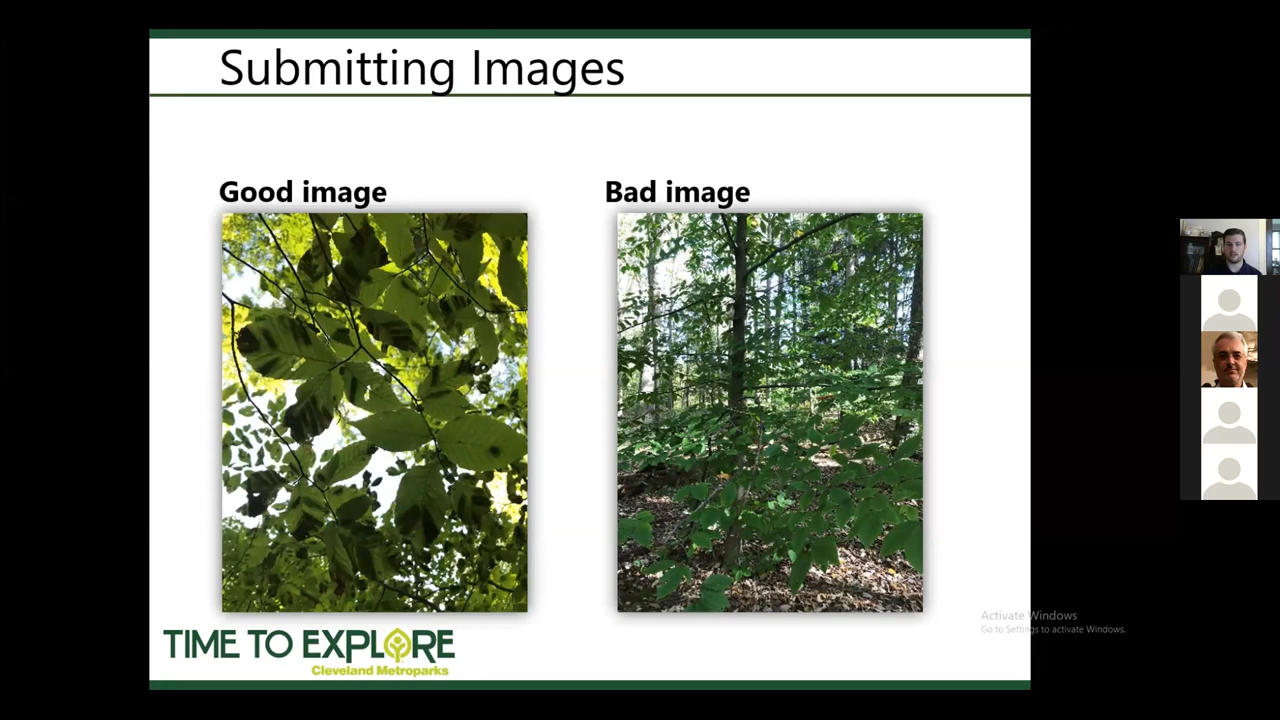 Submitting Images
Good image
Bad image
TIME TO EXPLORE
Cleveland Metroparks
Activate Windows
Go to Settings to activate Windows.